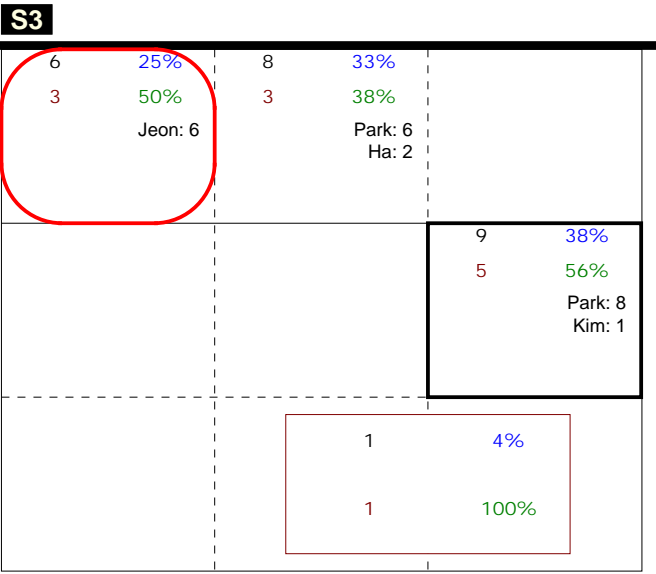 S3
6 25% 8 33%
3 50% 3 38%
Jeon: 6 Park: 6
Ha: 2
9 38%
5 56%
Park: 8
Kim: 1
1 4%
1 100%